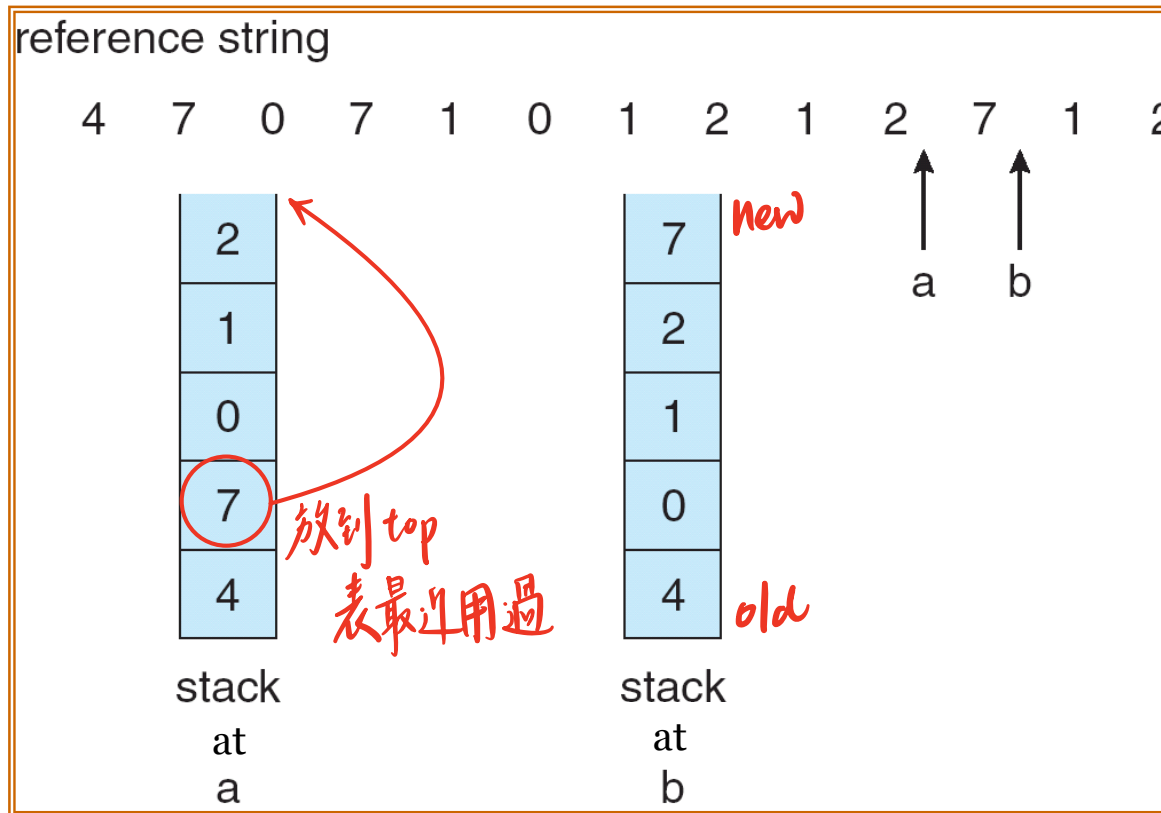 reference string
4 7 0 7 1 0 1 2 1 2 7 1 2
a b
2
1
0
7
4
放到top
表最近用過
stack
at
a
new
7
2
1
0
4
old
stack
at
b